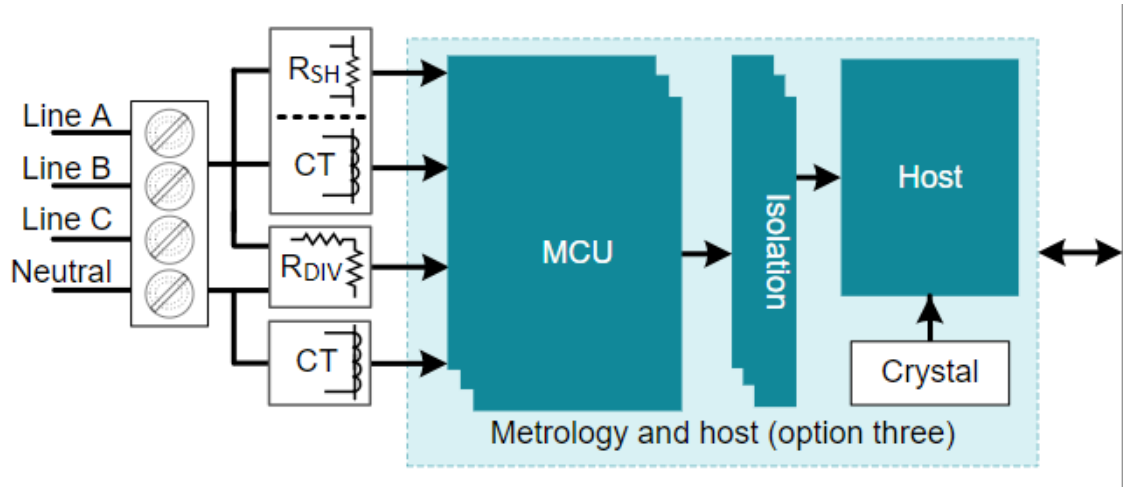 Line A
Line B
Line C
Neutral
RSH
CT
RDIV
CT
MCU
Isolation
Host
Crystal
Metrology and host (option three)